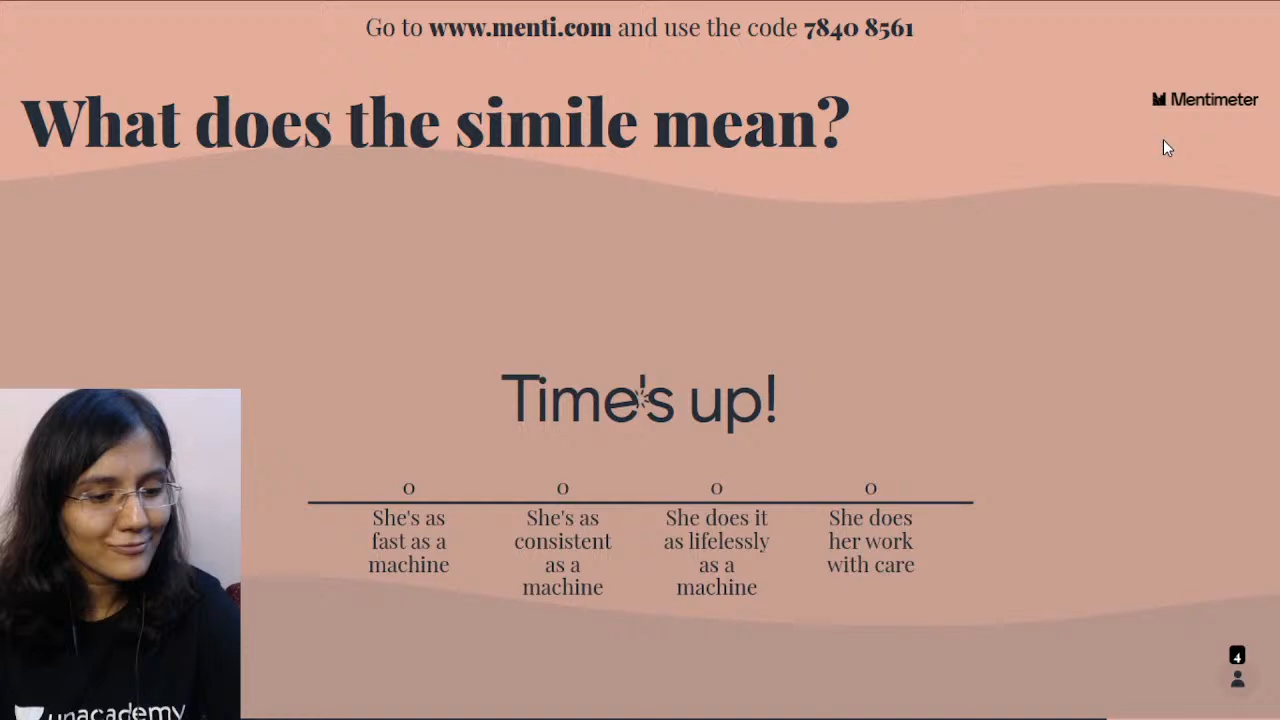 Go to www.menti.com and use the code 7840 8561
What does the simile mean?
Mentimeter
Time's up!
0 0 0 0
She's as fast as a machine
She's as consistent as a machine
She does it as lifelessly as a machine
She does her work with care
4
unacademy